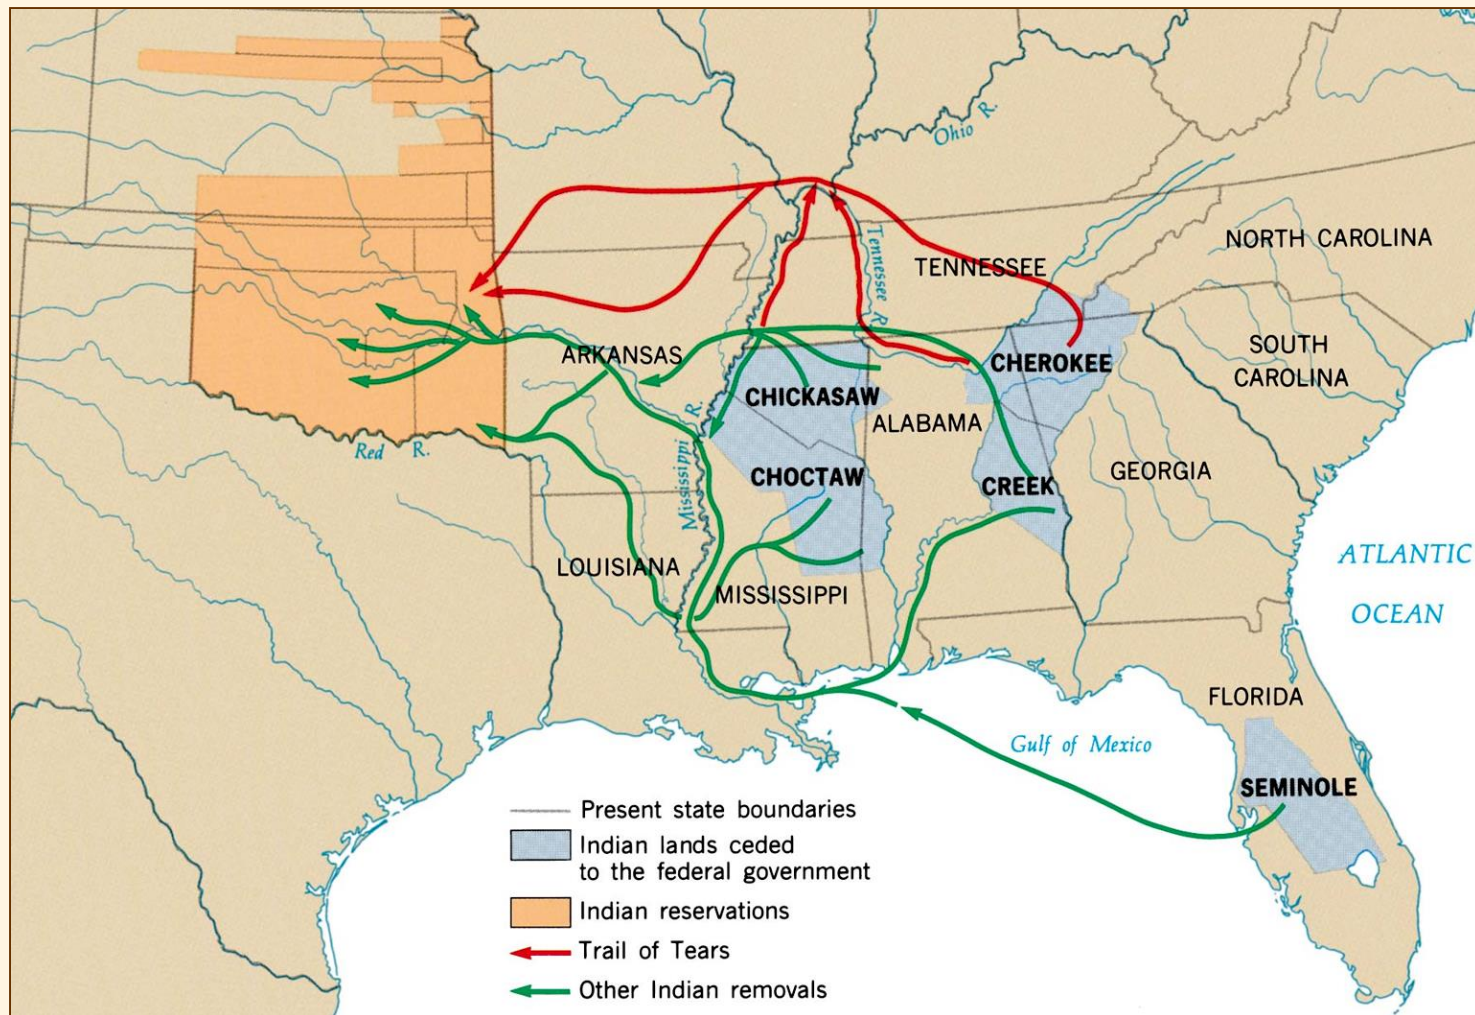 Ohio R.
NORTH CAROLINA
TENNESSEE
Tennessee R.
SOUTH
CAROLINA
ARKANSAS
CHEROKEE
CHICKASAW
ALABAMA
Mississippi R.
Red R.
GEORGIA
CHOCTAW
CREEK
ATLANTIC
OCEAN
LOUISIANA
MISSISSIPPI
FLORIDA
Gulf of Mexico
SEMINOLE
Present state boundaries
Indian lands ceded
to the federal government
Indian reservations
Trail of Tears
Other Indian removals